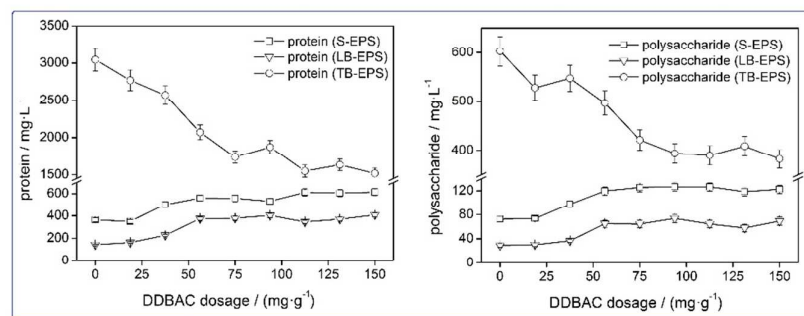 3500
3000
2500
2000
1500
600
400
200
0
protein / mg·L
protein (S-EPS)
protein (LB-EPS)
protein (TB-EPS)
0 25 50 75 100 125 150
DDBAC dosage / (mg·g⁻¹)
600
500
400
120
80
40
0
polysaccharide / mg·L⁻¹
polysaccharide (S-EPS)
polysaccharide (LB-EPS)
polysaccharide (TB-EPS)
0 25 50 75 100 125 150
DDBAC dosage / (mg·g⁻¹)